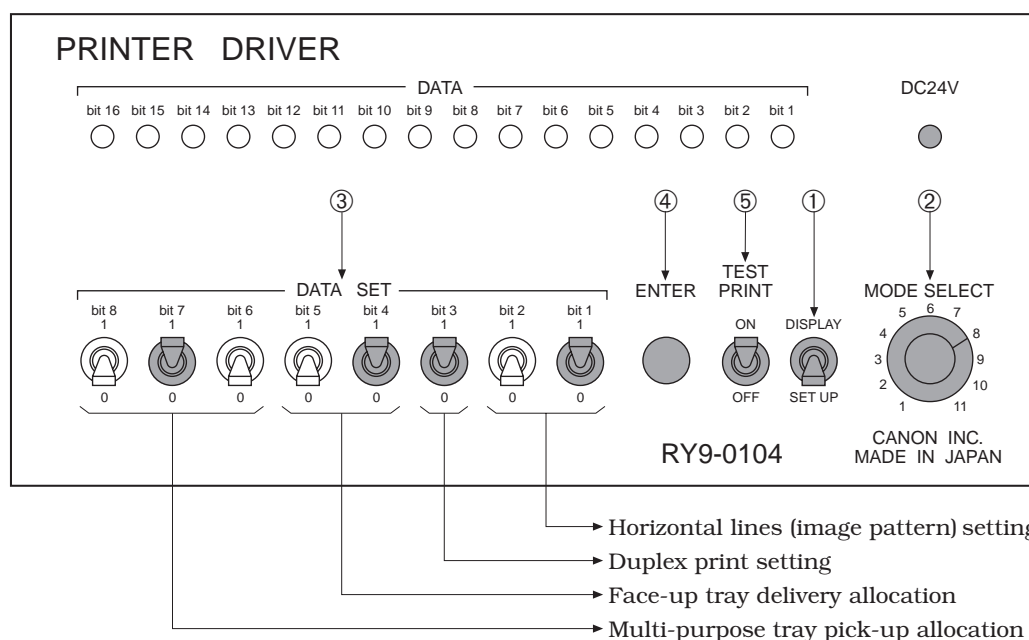 PRINTER DRIVER
DATA
DC24V
bit 16 bit 15 bit 14 bit 13 bit 12 bit 11 bit 10 bit 9 bit 8 bit 7 bit 6 bit 5 bit 4 bit 3 bit 2 bit 1
③ ④ ⑤ ① ②
DATA SET
ENTER
TEST
PRINT
MODE SELECT
bit 8 bit 7 bit 6 bit 5 bit 4 bit 3 bit 2 bit 1
1 1 1 1 1 1 1 1
ON
DISPLAY
0 0 0 0 0 0 0 0
OFF
SET UP
1 2 3 4 5 6 7 8 9 10 11
RY9-0104
CANON INC.
MADE IN JAPAN
Horizontal lines (image pattern) setting
Duplex print setting
Face-up tray delivery allocation
Multi-purpose tray pick-up allocation